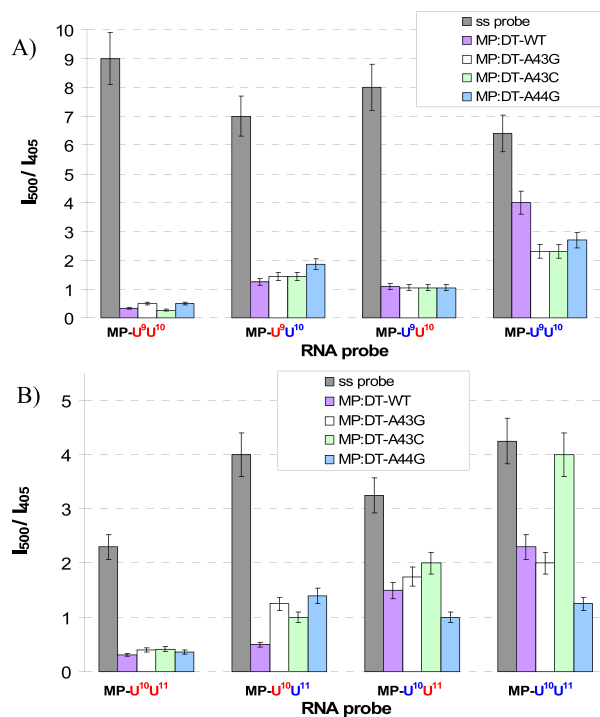 A)
10
9
8
7
6
5
4
3
2
1
0
I500/ I405
ss probe
MP:DT-WT
MP:DT-A43G
MP:DT-A43C
MP:DT-A44G
MP-U⁹U¹⁰ MP-U⁹U¹⁰ MP-U⁹U¹⁰ MP-U⁹U¹⁰
RNA probe
B)
5
4
3
2
1
0
I500/ I405
ss probe
MP:DT-WT
MP:DT-A43G
MP:DT-A43C
MP:DT-A44G
MP-U¹⁰U¹¹ MP-U¹⁰U¹¹ MP-U¹⁰U¹¹ MP-U¹⁰U¹¹
RNA probe